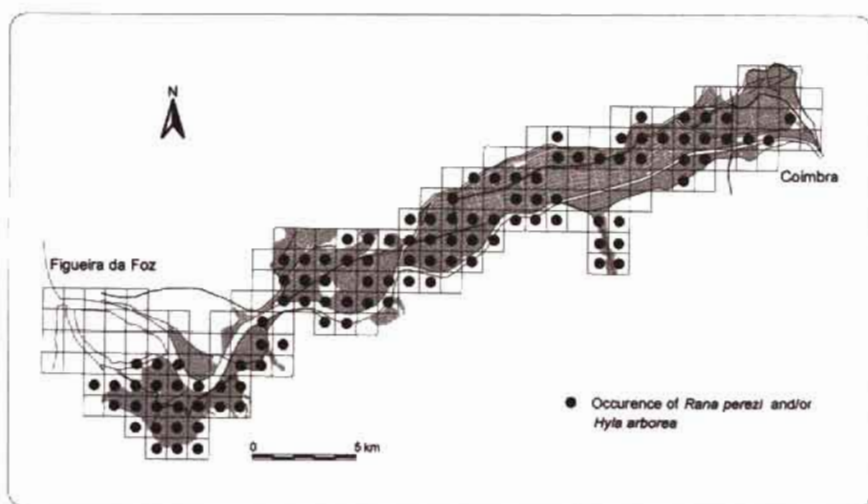 N
Coimbra
Figueira da Foz
Occurence of Rana perezi and/or
Hyla arborea
0 5 km